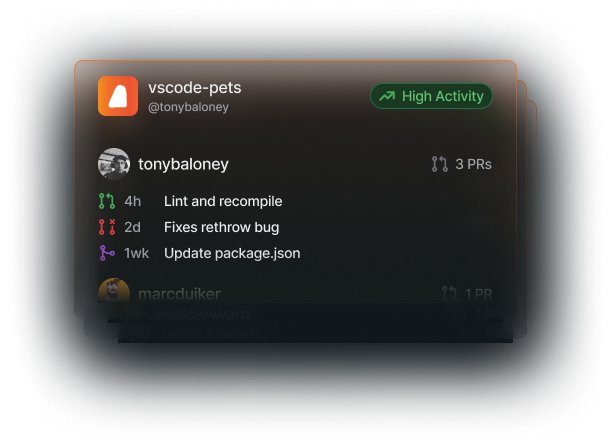 vscode-pets
@tonybaloney
High Activity
tonybaloney
3 PRs
4h Lint and recompile
2d Fixes rethrow bug
1wk Update package.json
marcduiker
1 PR
JessicaAward